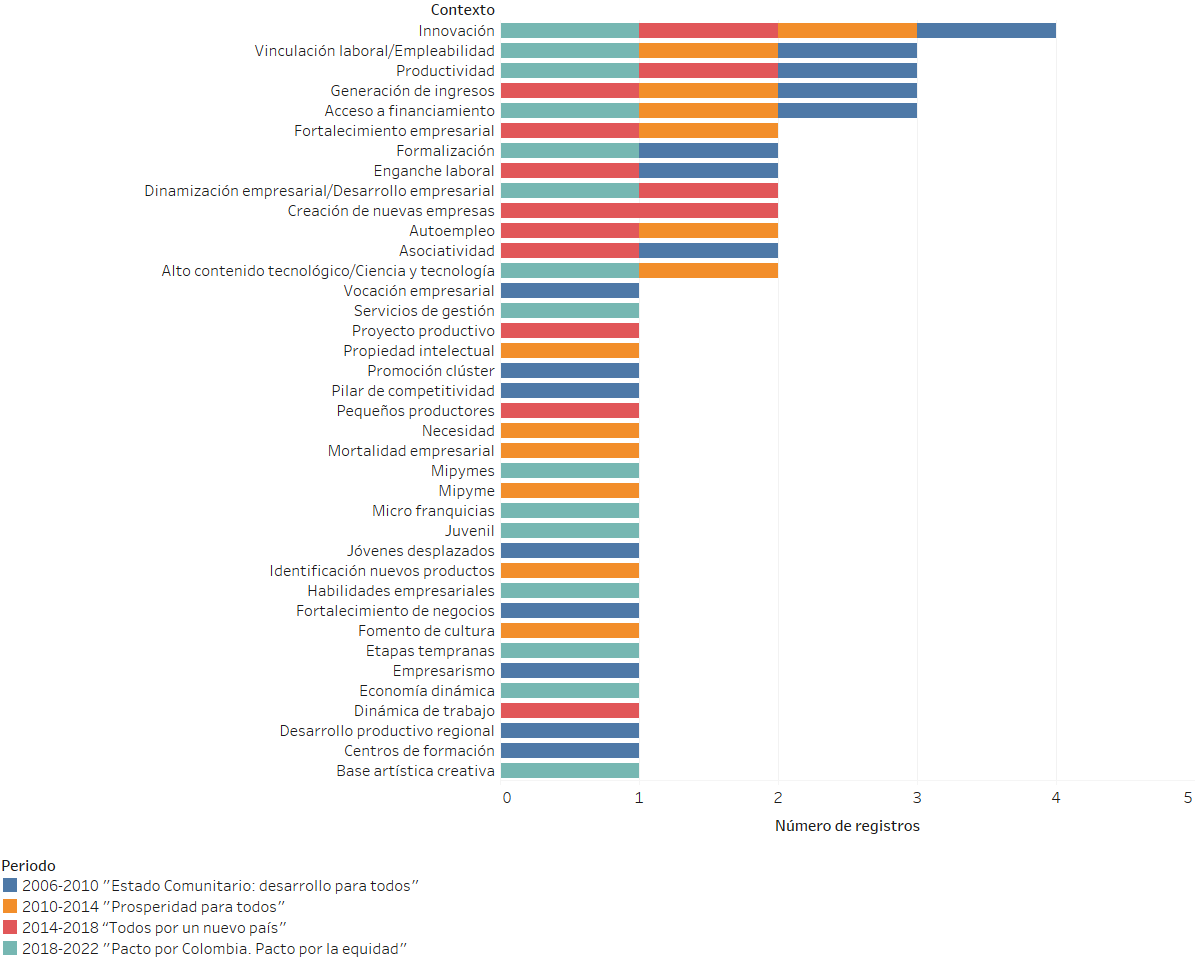 Contexto
Innovación
Vinculación laboral/Empleabilidad
Productividad
Generación de ingresos
Acceso a financiamiento
Fortalecimiento empresarial
Formalización
Enganche laboral
Dinamización empresarial/Desarrollo empresarial
Creación de nuevas empresas
Autoempleo
Asociatividad
Alto contenido tecnológico/Ciencia y tecnología
Vocación empresarial
Servicios de gestión
Proyecto productivo
Propiedad intelectual
Promoción clúster
Pilar de competitividad
Pequeños productores
Necesidad
Mortalidad empresarial
Mipymes
Mipyme
Micro franquicias
Juvenil
Jóvenes desplazados
Identificación nuevos productos
Habilidades empresariales
Fortalecimiento de negocios
Fomento de cultura
Etapas tempranas
Empresarismo
Economía dinámica
Dinámica de trabajo
Desarrollo productivo regional
Centros de formación
Base artística creativa
0 1 2 3 4 5
Número de registros
Periodo
2006-2010 ”Estado Comunitario: desarrollo para todos”
2010-2014 ”Prosperidad para todos”
2014-2018 “Todos por un nuevo país”
2018-2022 ”Pacto por Colombia. Pacto por la equidad”